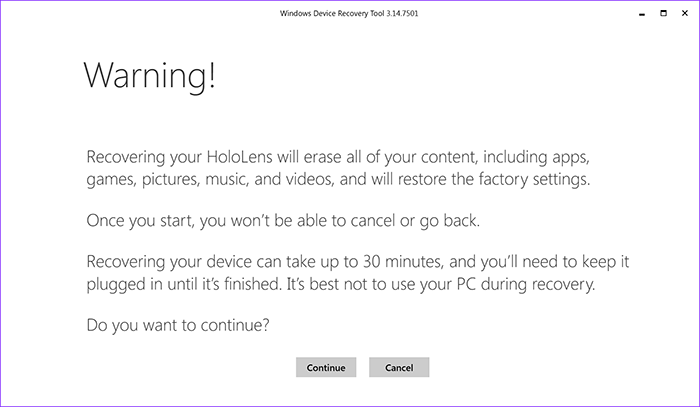 Windows Device Recovery Tool 3.14.7501
Warning!
Recovering your HoloLens will erase all of your content, including apps,
games, pictures, music, and videos, and will restore the factory settings.
Once you start, you won’t be able to cancel or go back.
Recovering your device can take up to 30 minutes, and you’ll need to keep it
plugged in until it’s finished. It’s best not to use your PC during recovery.
Do you want to continue?
Continue
Cancel